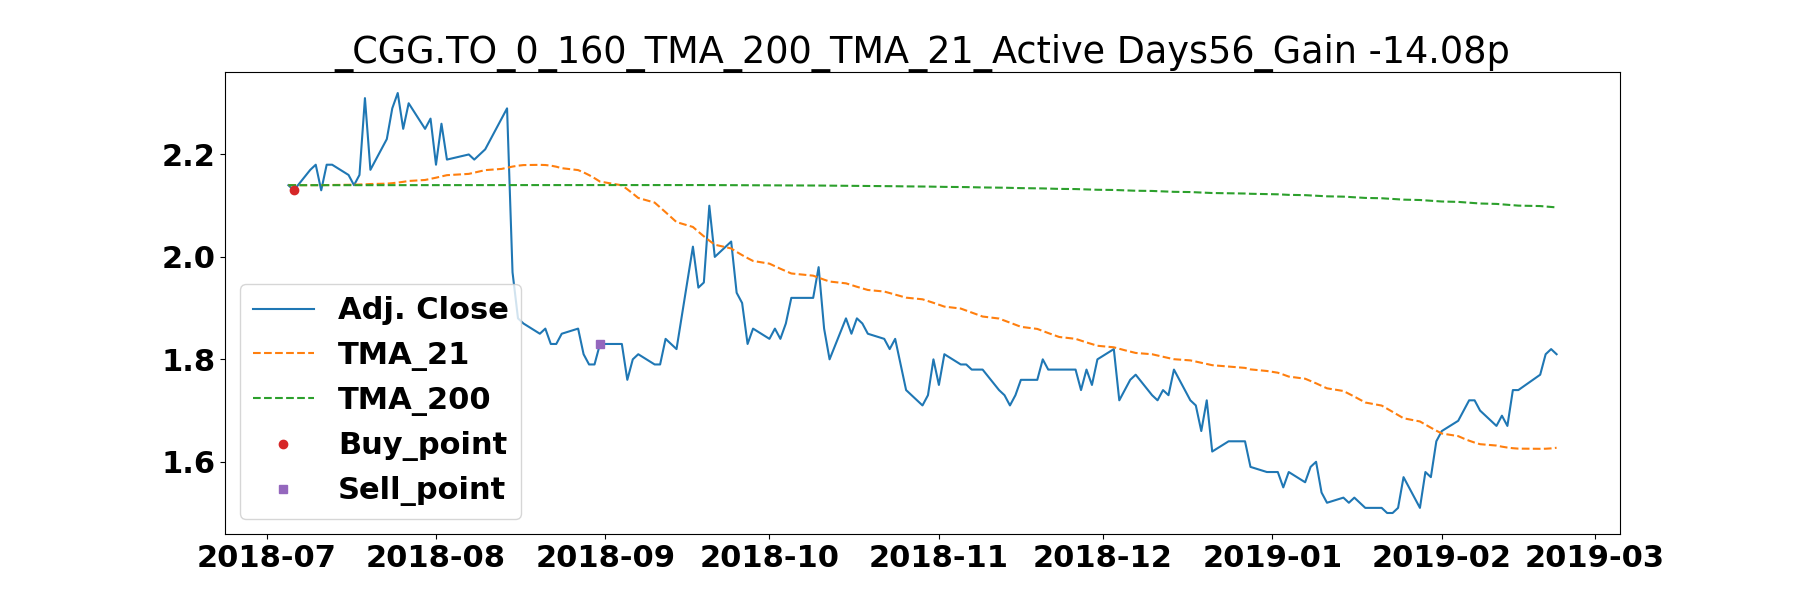 _CGG.TO_0_160_TMA_200_TMA_21_Active Days56_Gain -14.08p
2.2
2.0
1.8
1.6
Adj. Close
TMA_21
TMA_200
Buy_point
Sell_point
2018-07 2018-08 2018-09 2018-10 2018-11 2018-12 2019-01 2019-02 2019-03